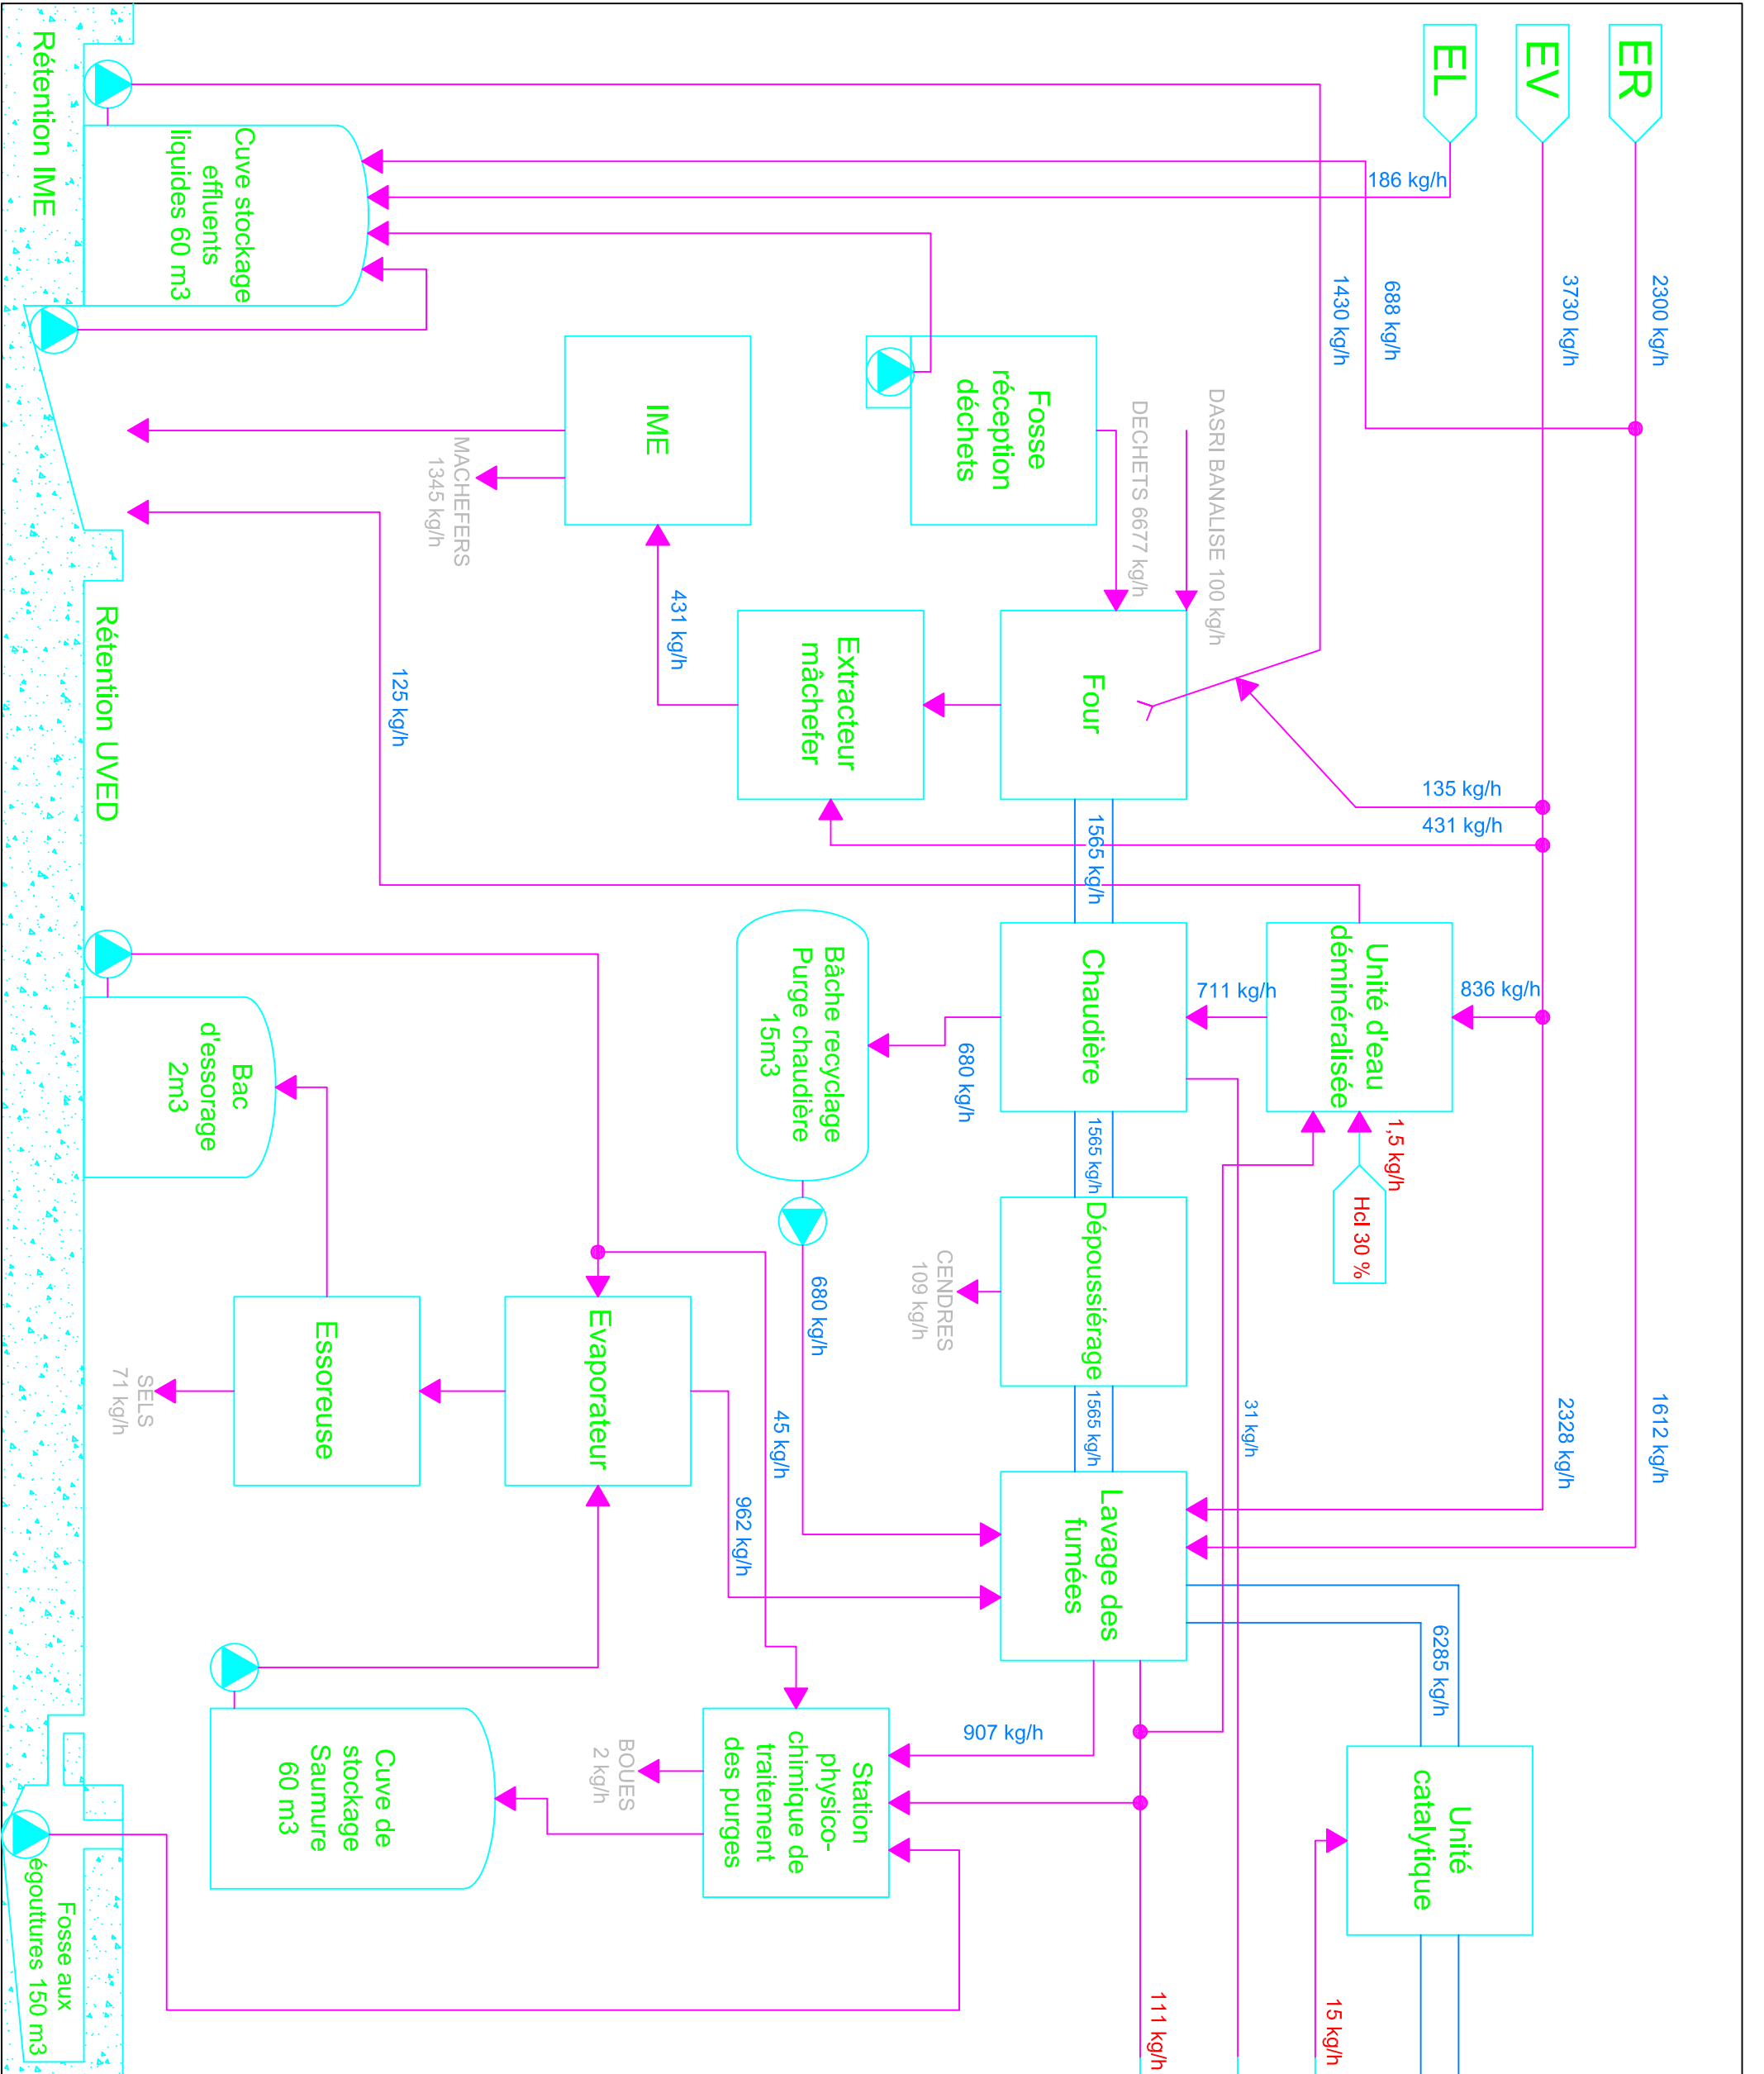 ER
EV
EL
186 kg/h
2300 kg/h
3730 kg/h
688 kg/h
1430 kg/h
DASRI BANALISE 100 kg/h
DECHETS 6677 kg/h
Rétention IME
Cuve stockage
effluents
liquides 60 m3
Fosse
réception
déchets
IME
MACHEFERS
1345 kg/h
431 kg/h
Four
Extracteur
mâchefer
135 kg/h
431 kg/h
1565 kg/h
125 kg/h
Rétention UVED
836 kg/h
Unité d'eau
déminéralisée
711 kg/h
1,5 kg/h
Hcl 30 %
Chaudière
680 kg/h
Bâche recyclage
Purge chaudière
15m3
680 kg/h
1565 kg/h
Dépoussiérage
CENDRES
109 kg/h
1565 kg/h
31 kg/h
1612 kg/h
2328 kg/h
Bac
d'essorage
2m3
Evaporateur
Essoreuse
SELS
71 kg/h
45 kg/h
962 kg/h
Lavage des
fumées
6285 kg/h
907 kg/h
Station
physico-
chimique de
traitement
des purges
BOUES
2 kg/h
Cuve de
stockage
Saumure
60 m3
Unité
catalytique
15 kg/h
111 kg/h
Fosse aux
égouttures 150 m3